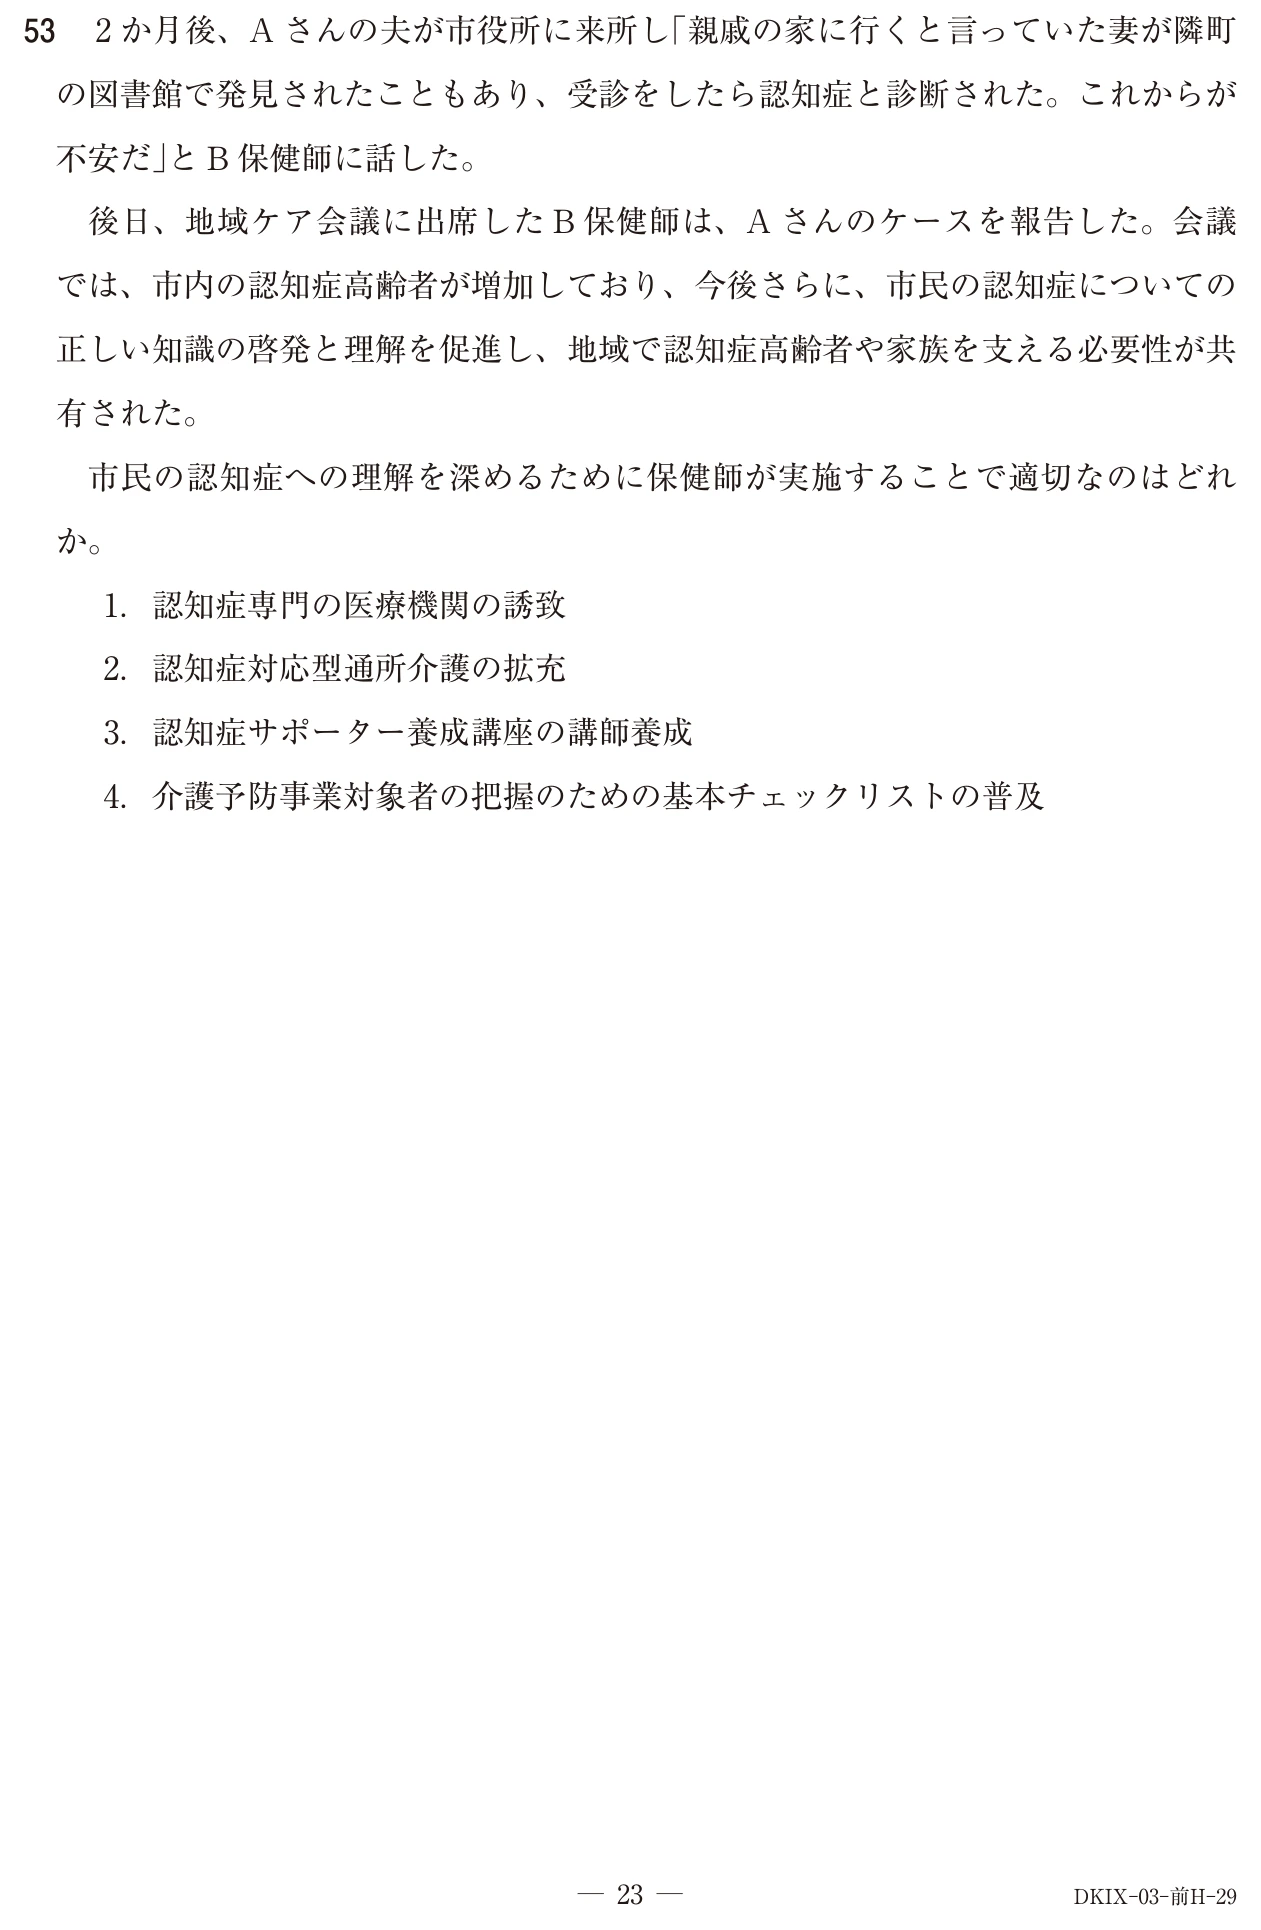 53　2か月後、Aさんの夫が市役所に来所し「親戚の家に行くと言っていた妻が隣町
の図書館で発見されたこともあり、受診をしたら認知症と診断された。これからが
不安だ」とB保健師に話した。
後日、地域ケア会議に出席したB保健師は、Aさんのケースを報告した。会議
では、市内の認知症高齢者が増加しており、今後さらに、市民の認知症についての
正しい知識の啓発と理解を促進し、地域で認知症高齢者や家族を支える必要性が共
有された。
市民の認知症への理解を深めるために保健師が実施することで適切なのはどれ
か。
1. 認知症専門の医療機関の誘致
2. 認知症対応型通所介護の拡充
3. 認知症サポーター養成講座の講師養成
4. 介護予防事業対象者の把握のための基本チェックリストの普及
— 23 —
DKIX-03-前H-29